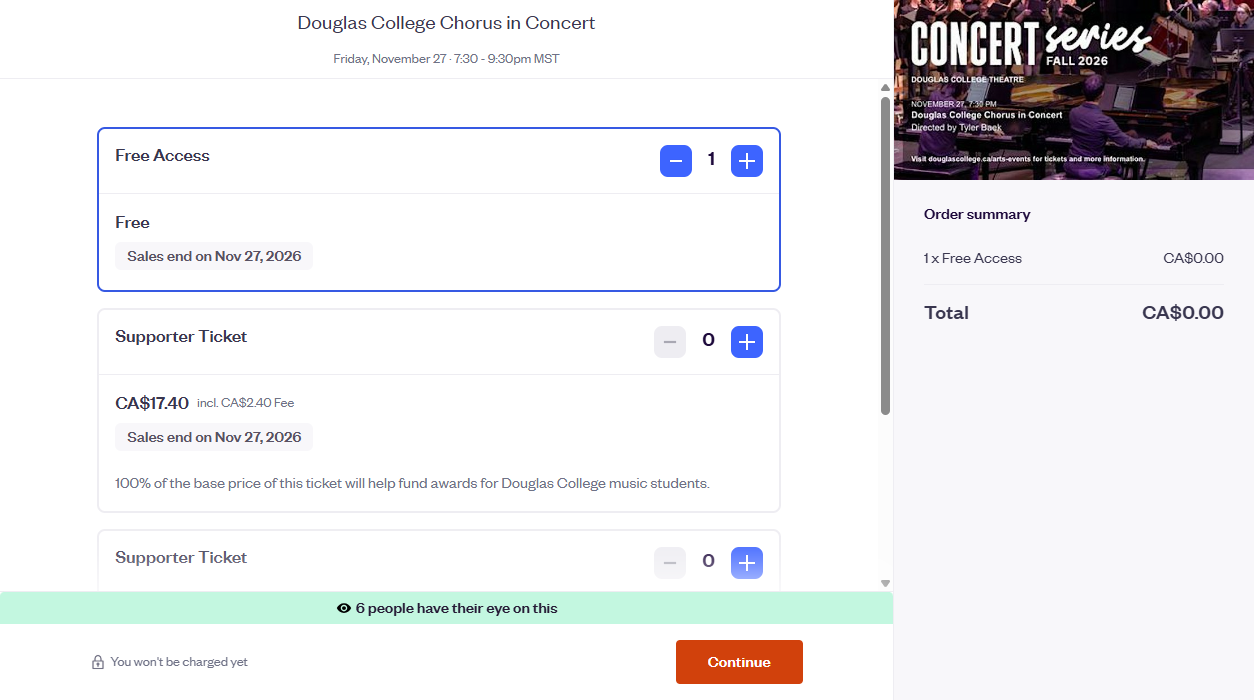 Douglas College Chorus in Concert
Friday, November 27 · 7:30 - 9:30pm MST
Free Access
1
Free
Sales end on Nov 27, 2026
Supporter Ticket
0
CA$17.40 incl. CA$2.40 Fee
Sales end on Nov 27, 2026
100% of the base price of this ticket will help fund awards for Douglas College music students.
Supporter Ticket
0
6 people have their eye on this
You won't be charged yet
Continue
CONCERT series
FALL 2026
DOUGLAS COLLEGE THEATRE
NOVEMBER 27, 7:30 PM
Douglas College Chorus in Concert
Directed by Tyler Baek
Visit douglascollege.ca/arts-events for tickets and more information.
Order summary
1 x Free Access CA$0.00
Total CA$0.00